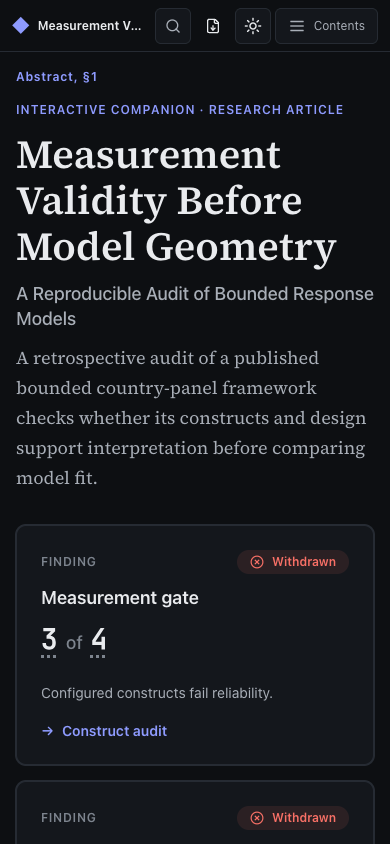 Measurement V...
Contents
Abstract, §1
INTERACTIVE COMPANION · RESEARCH ARTICLE
Measurement
Validity Before
Model Geometry
A Reproducible Audit of Bounded Response
Models
A retrospective audit of a published
bounded country-panel framework
checks whether its constructs and design
support interpretation before comparing
model fit.
FINDING
Withdrawn
Measurement gate
3 of 4
Configured constructs fail reliability.
→ Construct audit
FINDING
Withdrawn